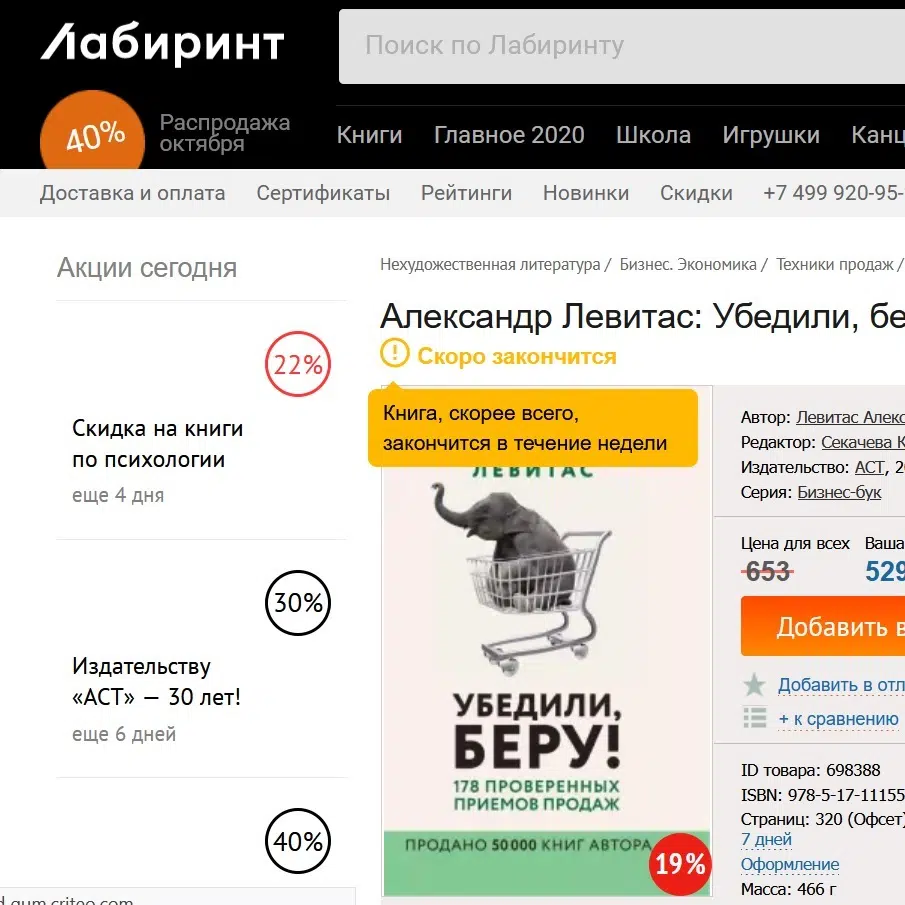 Лабиринт
Поиск по Лабиринту
40%
Распродажа
октября
Книги Главное 2020 Школа Игрушки Канц
Доставка и оплата Сертификаты Рейтинги Новинки Скидки +7 499 920-95-
Акции сегодня
22%
Скидка на книги
по психологии
еще 4 дня
30%
Издательству
«АСТ» — 30 лет!
еще 6 дней
40%
Нехудожественная литература / Бизнес. Экономика / Техники продаж /
Александр Левитас: Убедили, бе
! Скоро закончится
Книга, скорее всего,
закончится в течение недели
ЛЕВИТАС
УБЕДИЛИ,
БЕРУ!
178 ПРОВЕРЕННЫХ
ПРИЕМОВ ПРОДАЖ
ПРОДАНО 50000 КНИГ АВТОРА
19%
Автор: Левитас Алекс
Редактор: Секачева К
Издательство: АСТ, 2
Серия: Бизнес-бук
Цена для всех Ваша
653 529
Добавить в
Добавить в отл
+ к сравнению
ID товара: 698388
ISBN: 978-5-17-11155
Страниц: 320 (Офсет)
7 дней
Оформление
Масса: 466 г
d.gum.criteo.com